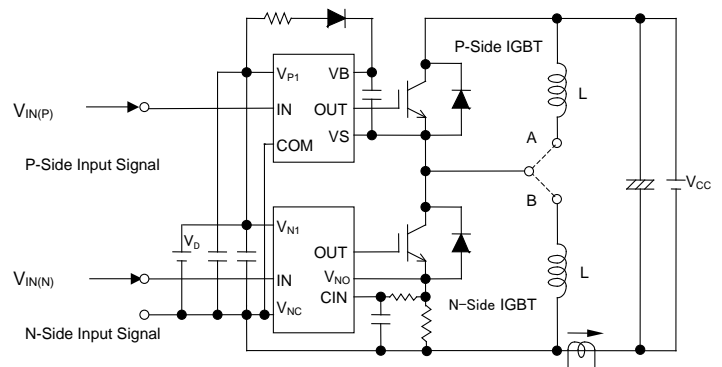 P-Side IGBT
VP1
VB
L
VIN(P)
IN
OUT
VS
A
COM
P-Side Input Signal
VCC
B
VN1
VD
OUT
L
VIN(N)
IN
VNO
CIN
N-Side IGBT
VNC
N-Side Input Signal